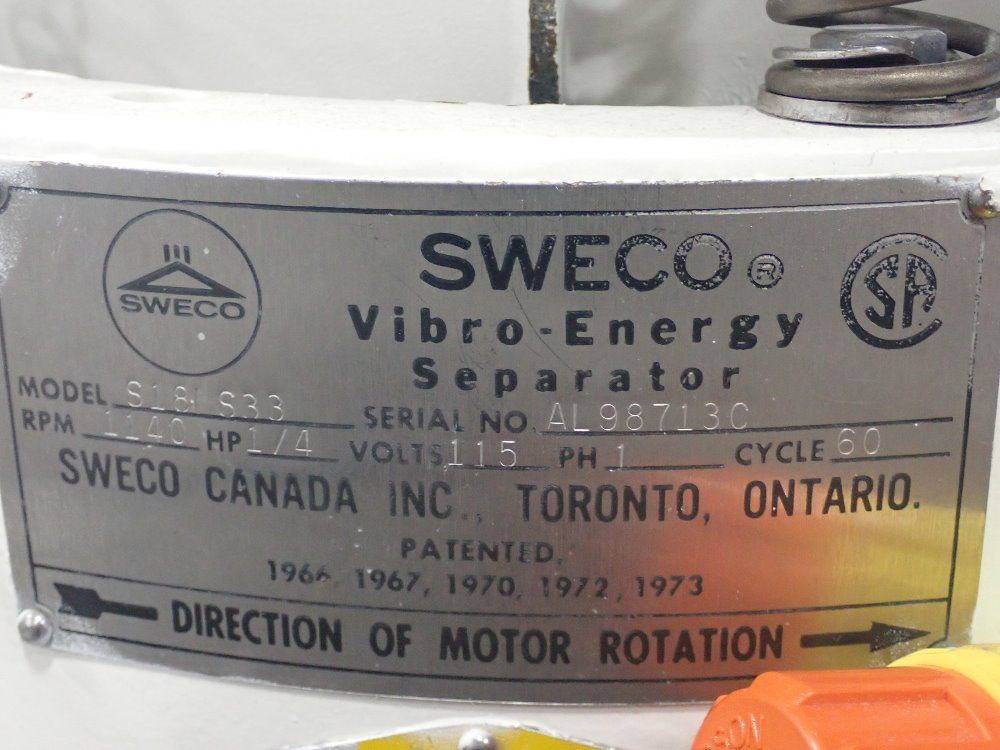 SWECO
SWECO®
Vibro-Energy
Separator
MODEL S18 S33
SERIAL NO. AL98713C
RPM 1140 HP 1/4 VOLTS 115 PH 1 CYCLE 60
SWECO CANADA INC., TORONTO, ONTARIO.
PATENTED.
1966, 1967, 1970, 1972, 1973
DIRECTION OF MOTOR ROTATION